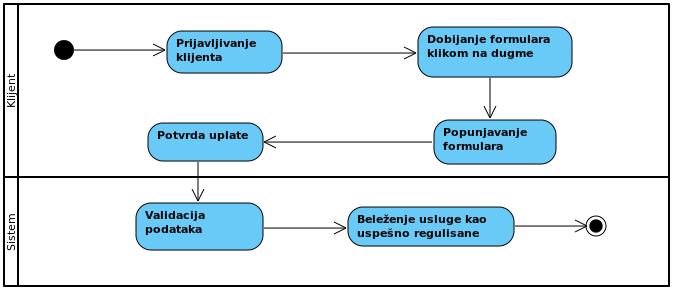 Klijent
Prijavljivanje
klijenta
Dobijanje formulara
klikom na dugme
Popunjavanje
formulara
Potvrda uplate
Sistem
Validacija
podataka
Beleženje usluge kao
uspešno regulisane